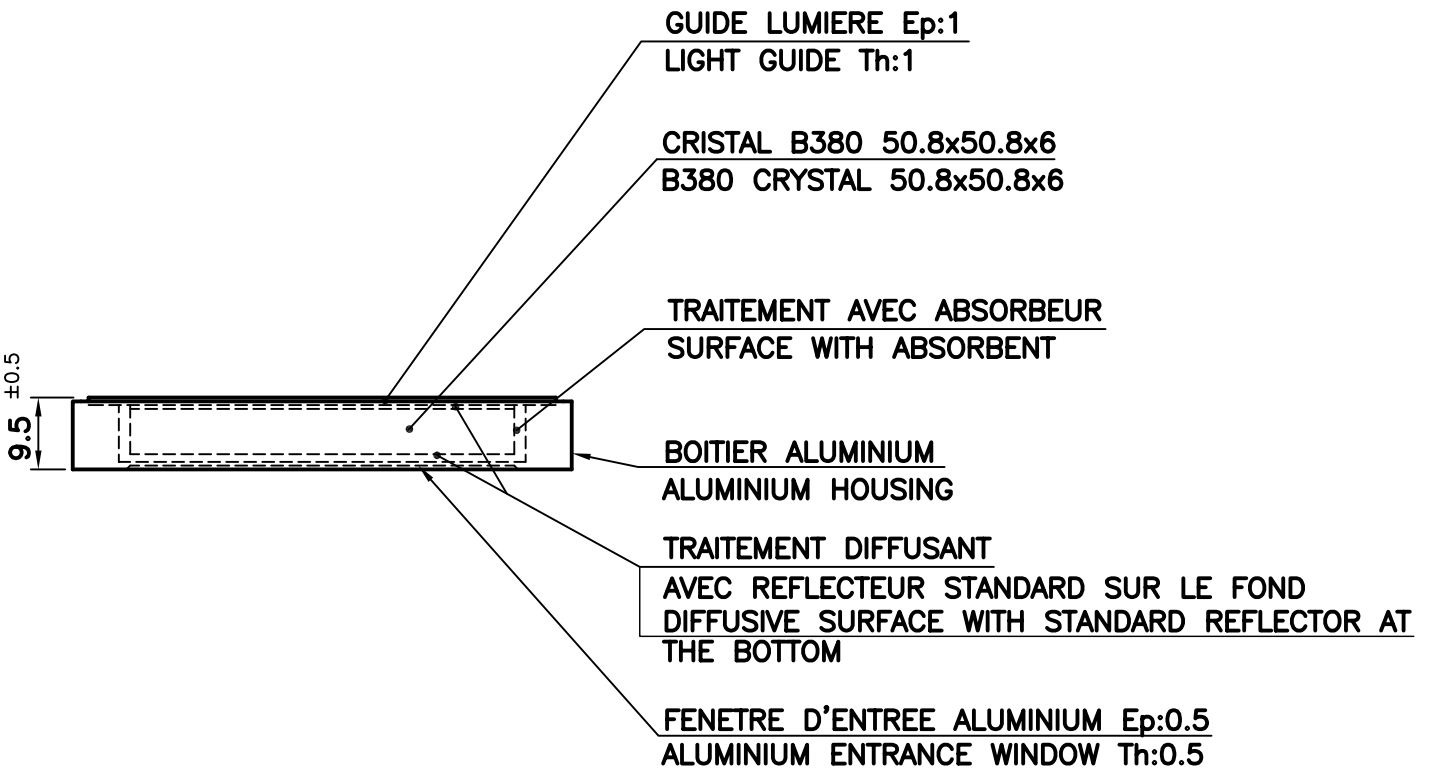 GUIDE LUMIERE Ep:1
LIGHT GUIDE Th:1
CRISTAL B380 50.8x50.8x6
B380 CRYSTAL 50.8x50.8x6
TRAITEMENT AVEC ABSORBEUR
SURFACE WITH ABSORBENT
9.5 ±0.5
BOITIER ALUMINIUM
ALUMINIUM HOUSING
TRAITEMENT DIFFUSANT
AVEC REFLECTEUR STANDARD SUR LE FOND
DIFFUSIVE SURFACE WITH STANDARD REFLECTOR AT
THE BOTTOM
FENETRE D'ENTREE ALUMINIUM Ep:0.5
ALUMINIUM ENTRANCE WINDOW Th:0.5